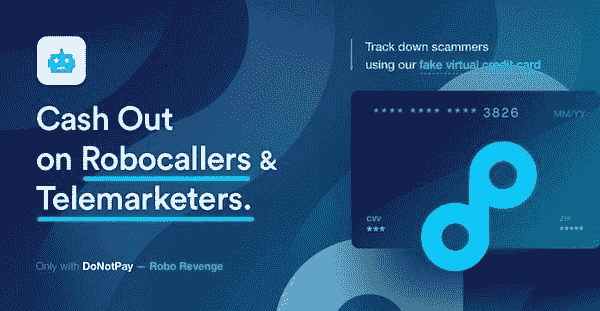 Track down scammers
using our fake virtual credit card
Cash Out
on Robocallers &
Telemarketers.
**** **** **** 3826 MM/YY
CVV ZIP
*** *****
Only with DoNotPay — Robo Revenge